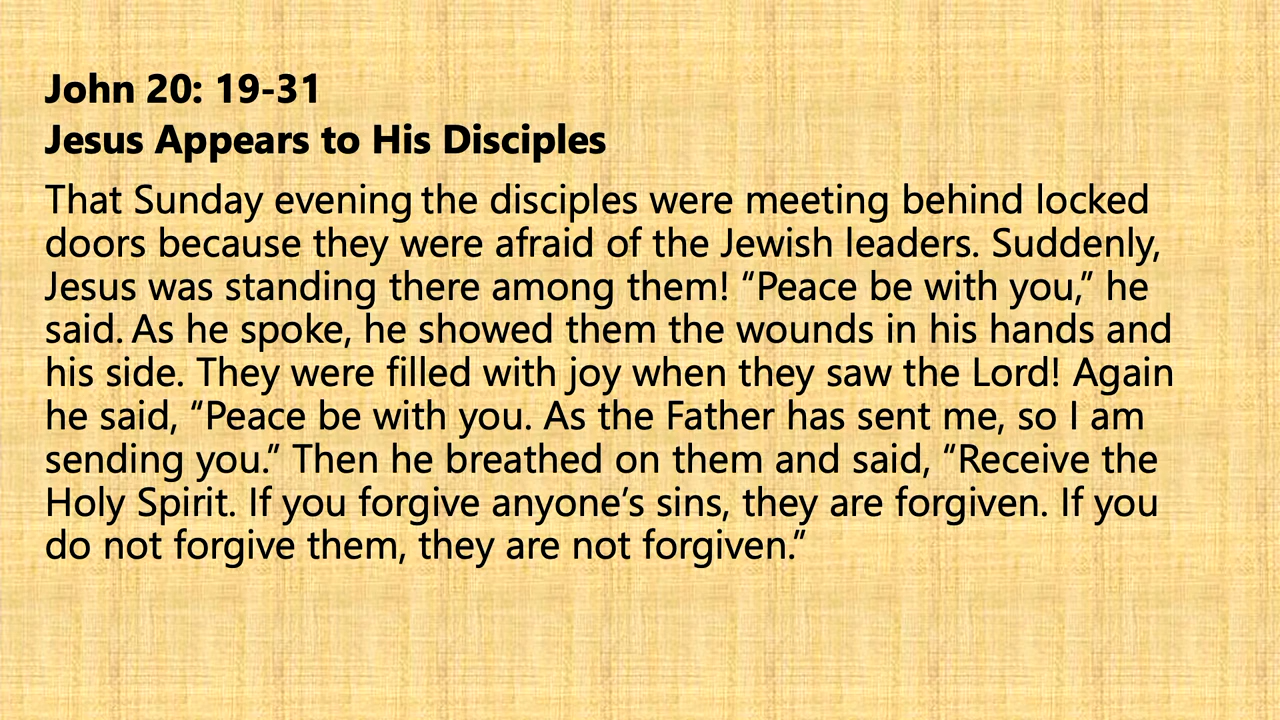 John 20: 19-31
Jesus Appears to His Disciples
That Sunday evening the disciples were meeting behind locked
doors because they were afraid of the Jewish leaders. Suddenly,
Jesus was standing there among them! “Peace be with you,” he
said. As he spoke, he showed them the wounds in his hands and
his side. They were filled with joy when they saw the Lord! Again
he said, “Peace be with you. As the Father has sent me, so I am
sending you.” Then he breathed on them and said, “Receive the
Holy Spirit. If you forgive anyone’s sins, they are forgiven. If you
do not forgive them, they are not forgiven.”